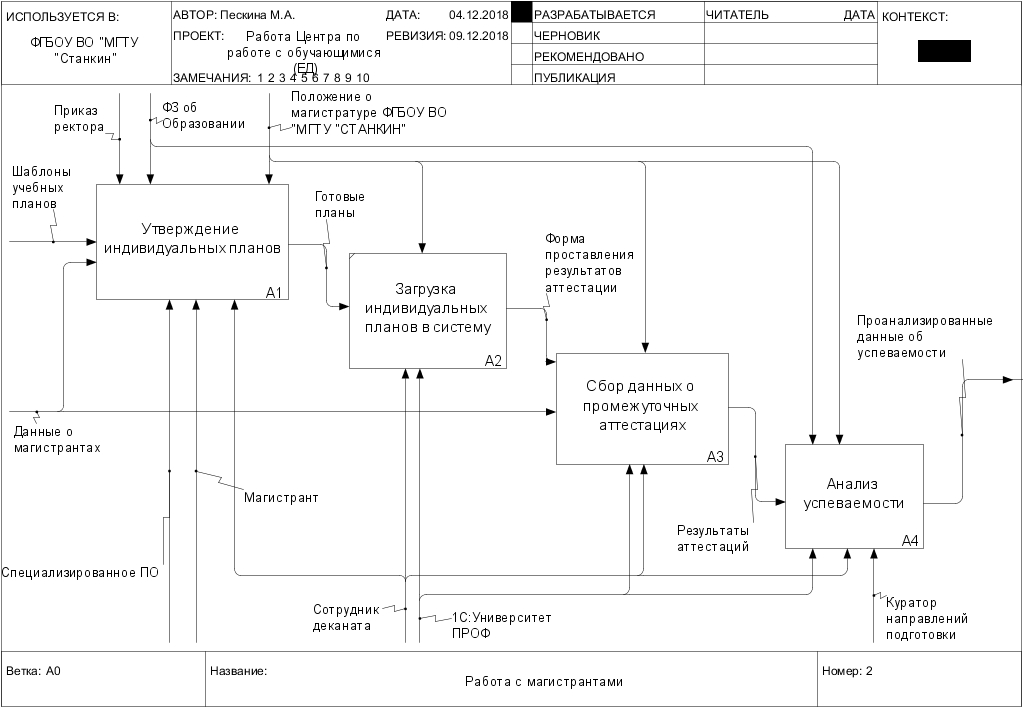 ИСПОЛЬЗУЕТСЯ В:
ФГБОУ ВО "МГТУ
"Станкин"
АВТОР: Пескина М.А.
ДАТА: 04.12.2018
ПРОЕКТ: Работа Центра по
работе с обучающимися
(ЕД)
РЕВИЗИЯ: 09.12.2018
ЗАМЕЧАНИЯ: 1 2 3 4 5 6 7 8 9 10
РАЗРАБАТЫВАЕТСЯ
ЧЕРНОВИК
РЕКОМЕНДОВАНО
ПУБЛИКАЦИЯ
ЧИТАТЕЛЬ ДАТА
КОНТЕКСТ:
Приказ
ректора
ФЗ об
Образовании
Положение о
магистратуре ФГБОУ ВО
"МГТУ "СТАНКИН"
Шаблоны
учебных
планов
Утверждение
индивидуальных планов
A1
Готовые
планы
Загрузка
индивидуальных
планов в систему
A2
Форма
проставления
результатов
аттестации
Сбор данных о
промежуточных
аттестациях
A3
Проанализированные
данные об
успеваемости
Данные о
магистрантах
Магистрант
Анализ
успеваемости
A4
Результаты
аттестаций
Специализированное ПО
Сотрудник
деканата
1С:Университет
ПРОФ
Куратор
направлений
подготовки
Ветка: A0
Название:
Работа с магистрантами
Номер: 2